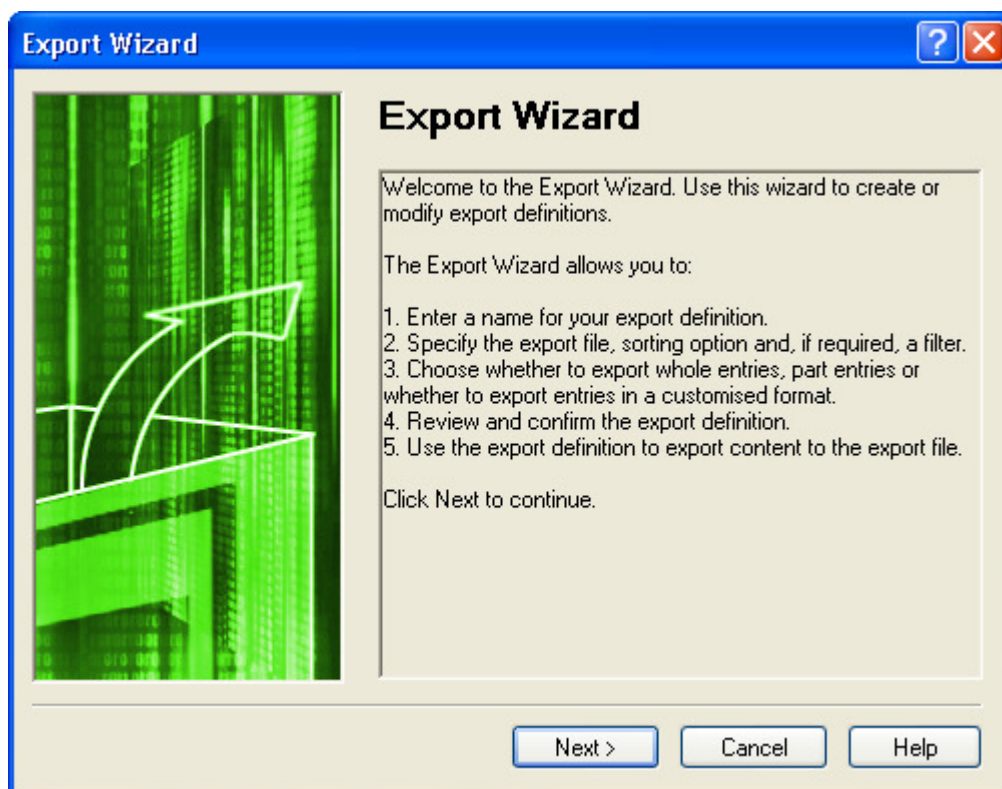 Export Wizard
Export Wizard
Welcome to the Export Wizard. Use this wizard to create or
modify export definitions.
The Export Wizard allows you to:
1. Enter a name for your export definition.
2. Specify the export file, sorting option and, if required, a filter.
3. Choose whether to export whole entries, part entries or
whether to export entries in a customised format.
4. Review and confirm the export definition.
5. Use the export definition to export content to the export file.
Click Next to continue.
Next >
Cancel
Help